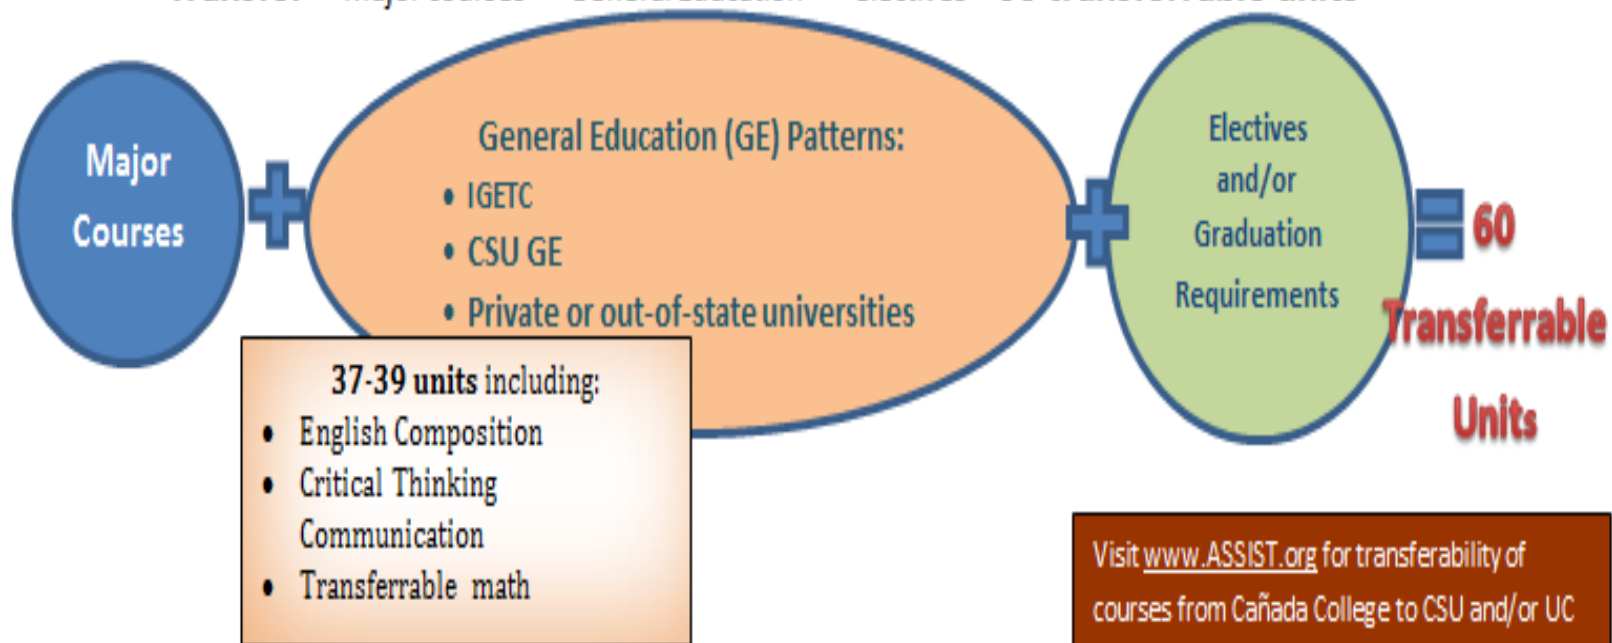 Major
Courses
General Education (GE) Patterns:
• IGETC
• CSU GE
• Private or out-of-state universities
37-39 units including:
• English Composition
• Critical Thinking
Communication
• Transferrable math
Electives
and/or
Graduation
Requirements
60
Transferrable
Units
Visit www.ASSIST.org for transferability of
courses from Cañada College to CSU and/or UC